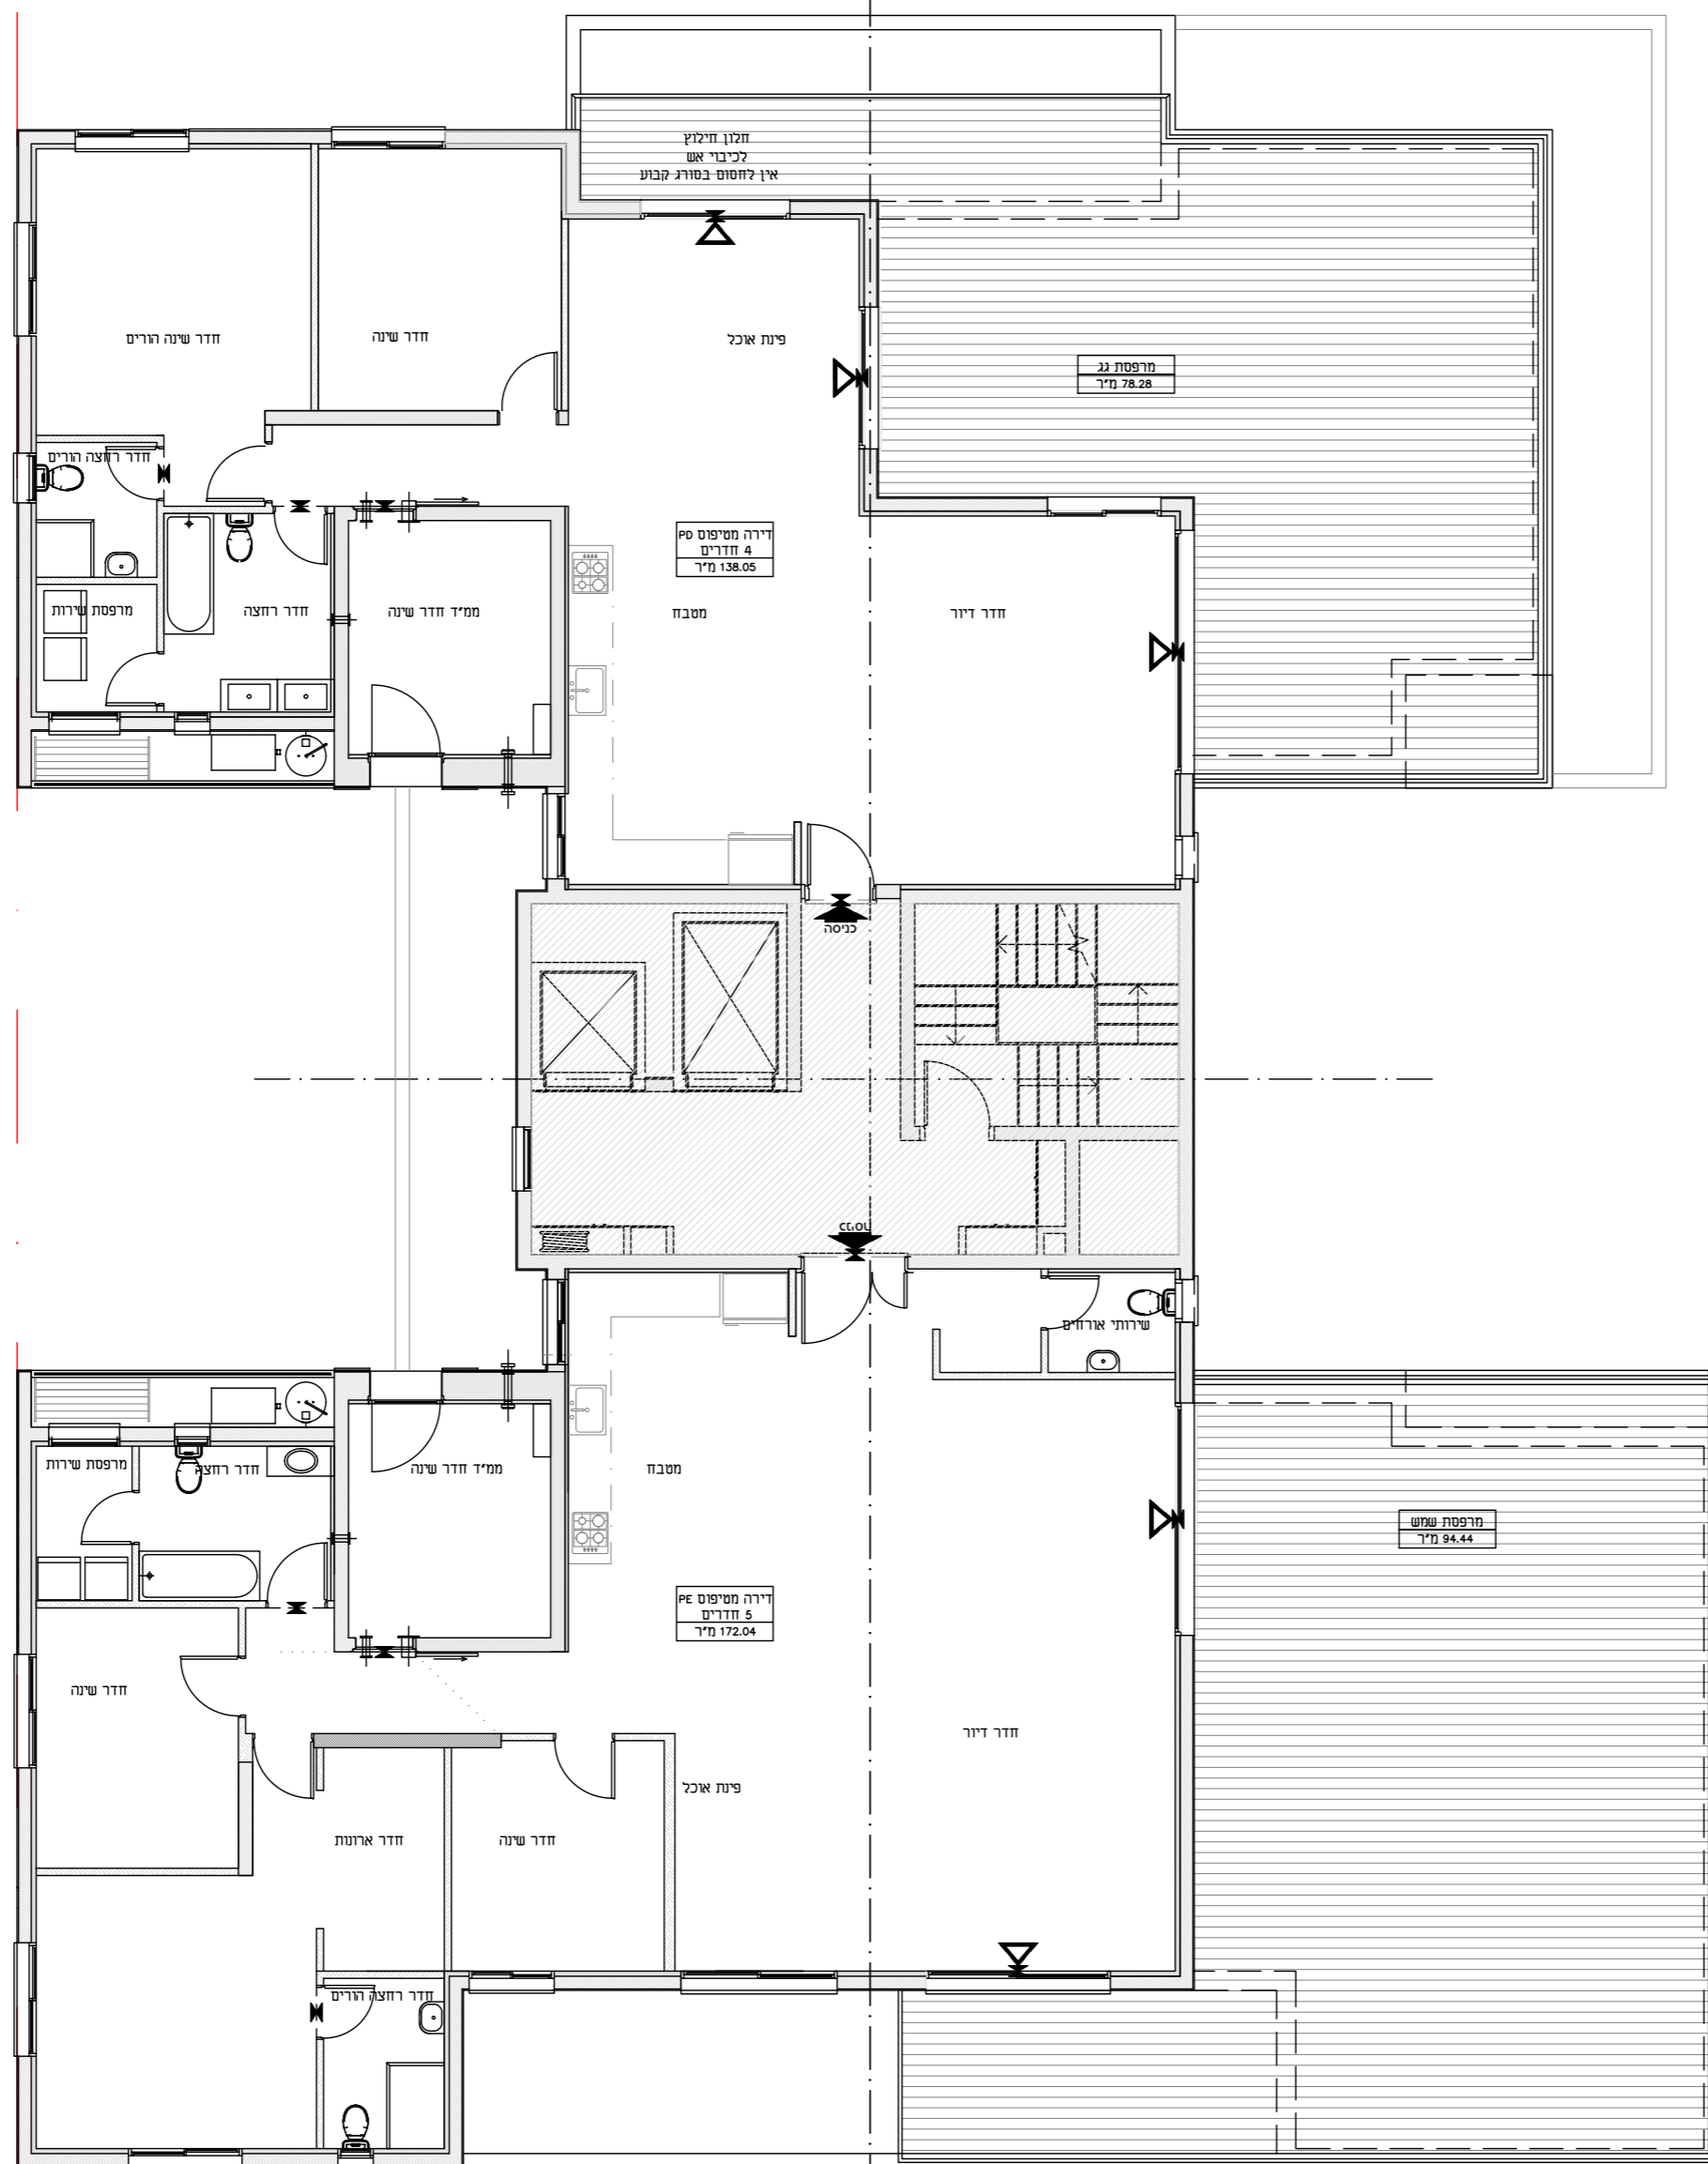 חלון חילוץ
לכיבוי אש
אין לחסום בסורג קבוע
חדר שינה הורים
חדר שינה
פינת אוכל
מרפסת גג
78.28 מ״ר
חדר רחצה הורים
דירה מטיפוס PD
4 חדרים
138.05 מ״ר
מרפסת שירות
חדר רחצה
ממ״ד חדר שינה
מטבח
חדר דיור
כניסה
שירותי אורחים
מרפסת שירות
חדר רחצה
ממ״ד חדר שינה
מטבח
מרפסת שמש
94.44 מ״ר
דירה מטיפוס PE
5 חדרים
172.04 מ״ר
חדר שינה
חדר דיור
פינת אוכל
חדר ארונות
חדר שינה
חדר רחצה הורים